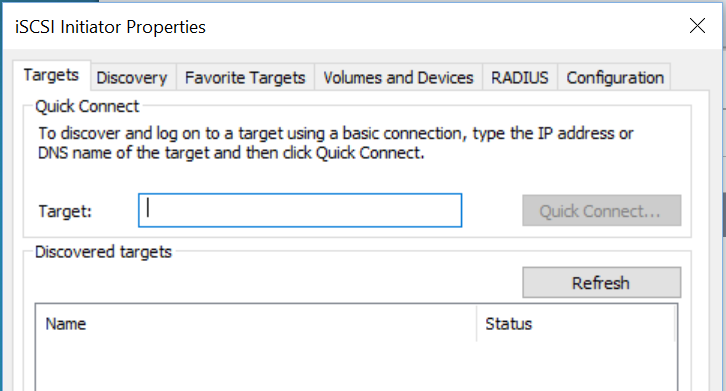 iSCSI Initiator Properties
Targets Discovery Favorite Targets Volumes and Devices RADIUS Configuration
Quick Connect
To discover and log on to a target using a basic connection, type the IP address or
DNS name of the target and then click Quick Connect.
Target: Quick Connect...
Discovered targets
Refresh
Name Status